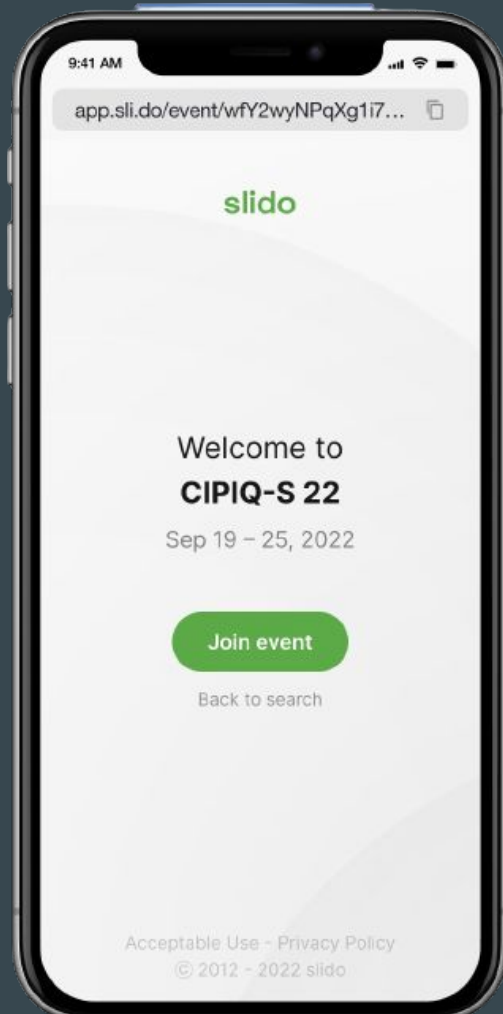 9:41 AM
app.sli.do/event/wfY2wyNPqXg1i7...
slido
Welcome to
CIPIQ-S 22
Sep 19 – 25, 2022
Join event
Back to search
Acceptable Use - Privacy Policy
© 2012 - 2022 slido